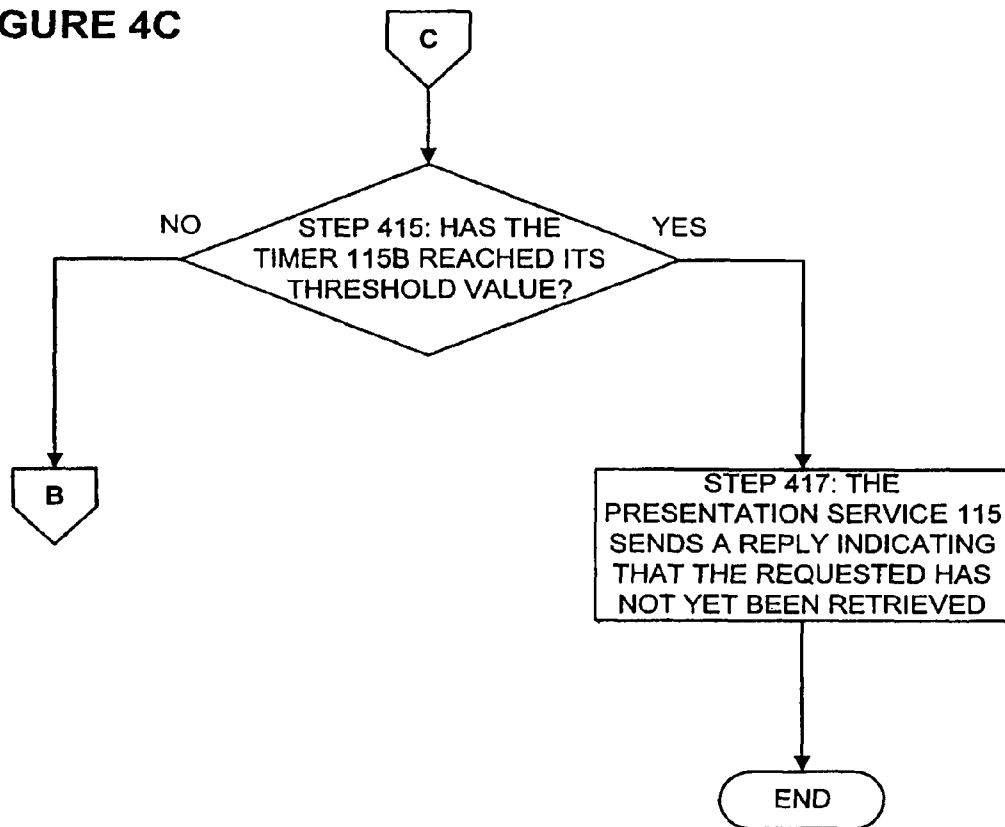 GURE 4C
C
NO
STEP 415: HAS THE
TIMER 115B REACHED ITS
THRESHOLD VALUE?
YES
B
STEP 417: THE
PRESENTATION SERVICE 115
SENDS A REPLY INDICATING
THAT THE REQUESTED HAS
NOT YET BEEN RETRIEVED
END